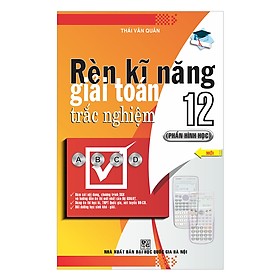 THÁI VĂN QUÂN
Rèn kĩ năng
giải toán
trắc nghiệm 12
(PHẦN HÌNH HỌC)
MỚI
A B C D
NHÀ XUẤT BẢN ĐẠI HỌC QUỐC GIA HÀ NỘI